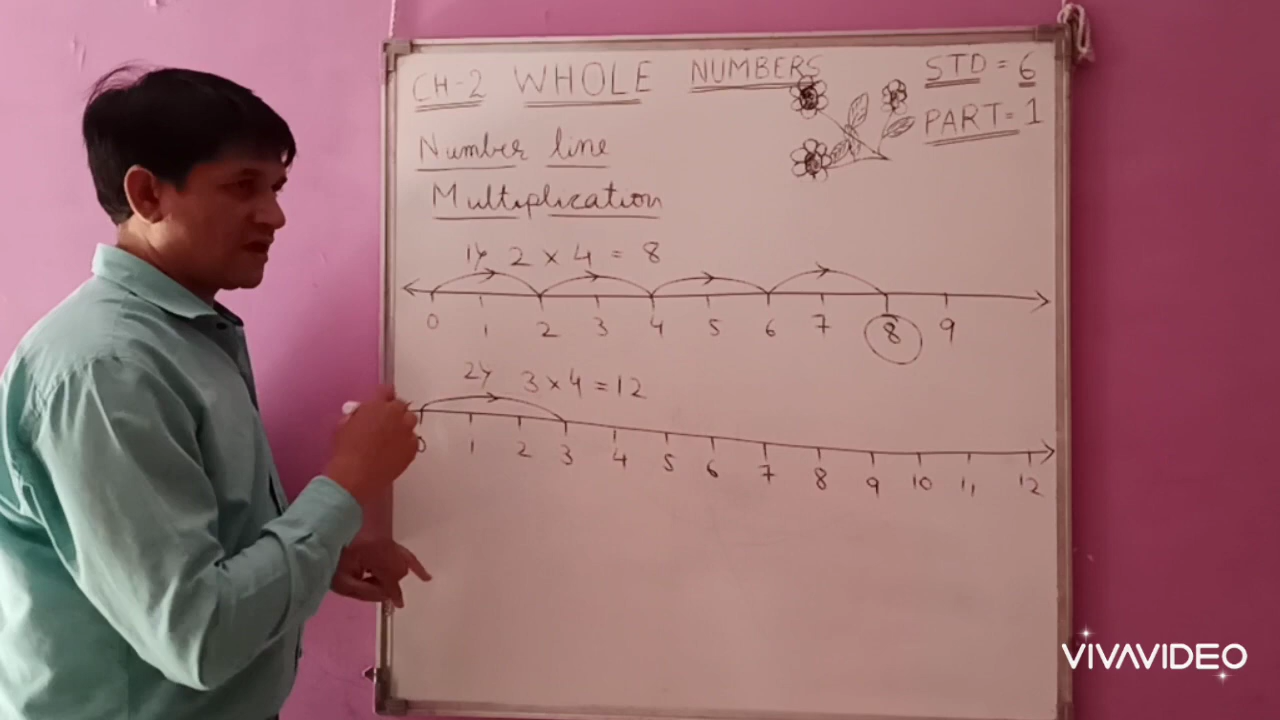 CH-2 WHOLE NUMBERS
STD = 6
PART = 1
Number line
Multiplication
1) 2 × 4 = 8
0 1 2 3 4 5 6 7 8 9
2) 3 × 4 = 12
0 1 2 3 4 5 6 7 8 9 10 11 12
VIVAVIDEO